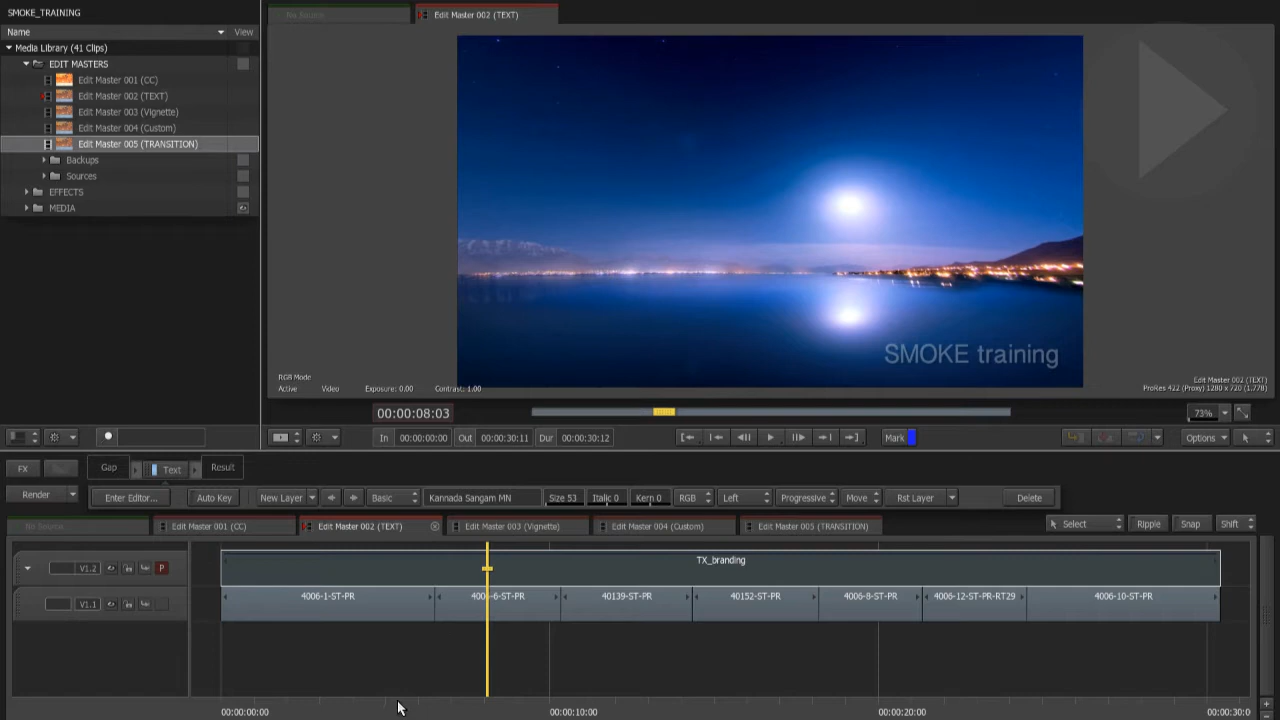 SMOKE_TRAINING
Name
View
Media Library (41 Clips)
EDIT MASTERS
Edit Master 001 (CC)
Edit Master 002 (TEXT)
Edit Master 003 (Vignette)
Edit Master 004 (Custom)
Edit Master 005 (TRANSITION)
Backups
Sources
EFFECTS
MEDIA
No Source
Edit Master 002 (TEXT)
SMOKE training
RGB Mode
Active Video Exposure: 0.00 Contrast: 1.00
Edit Master 002 (TEXT)
ProRes 422 (Proxy) 1280 x 720 (1.778)
00:00:08:03
73%
In 00:00:00:00 Out 00:00:30:11 Dur 00:00:30:12
Mark
Options
FX
Gap
Text
Result
Render
Enter Editor...
Auto Key
New Layer
Basic
Kannada Sangam MN
Size 53
Italic 0
Kern 0
RGB
Left
Progressive
Move
Rst Layer
Delete
No Source...
Edit Master 001 (CC)
Edit Master 002 (TEXT)
Edit Master 003 (Vignette)
Edit Master 004 (Custom)
Edit Master 005 (TRANSITION)
Select
Ripple
Snap
Shift
V1.2
P
TX_branding
V1.1
4006-1-ST-PR
40139-ST-PR
40152-ST-PR
4006-8-ST-PR
4006-12-ST-PR-RT29
4006-10-ST-PR
00:00:00:00
00:00:10:00
00:00:20:00
00:00:30:0